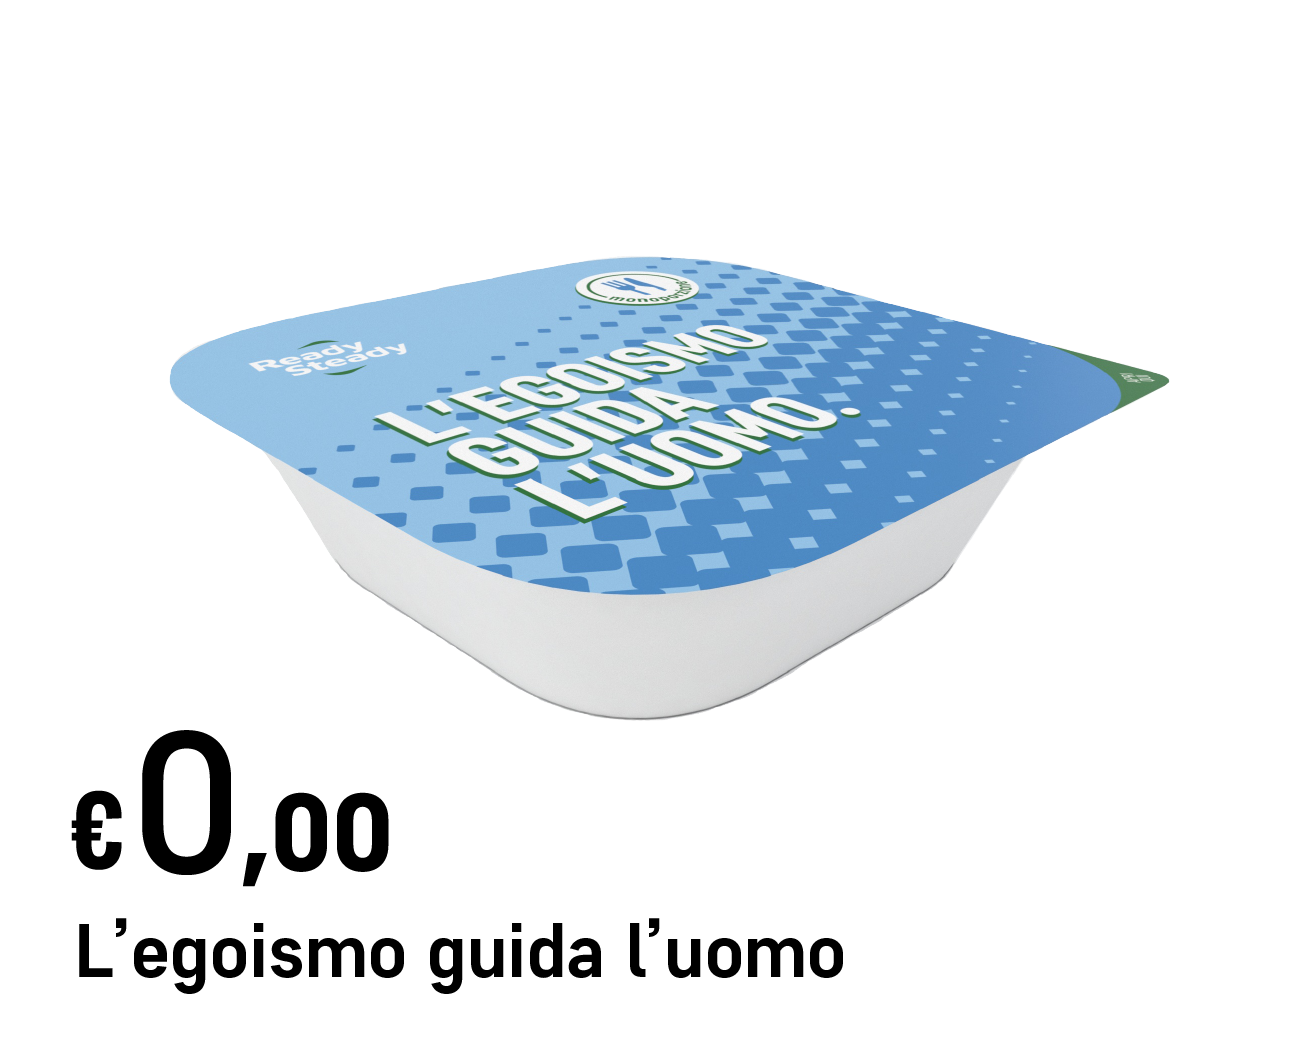 monoporzione
Ready
Steady
L'EGOISMO
GUIDA
L'UOMO.
€0,00
L’egoismo guida l’uomo